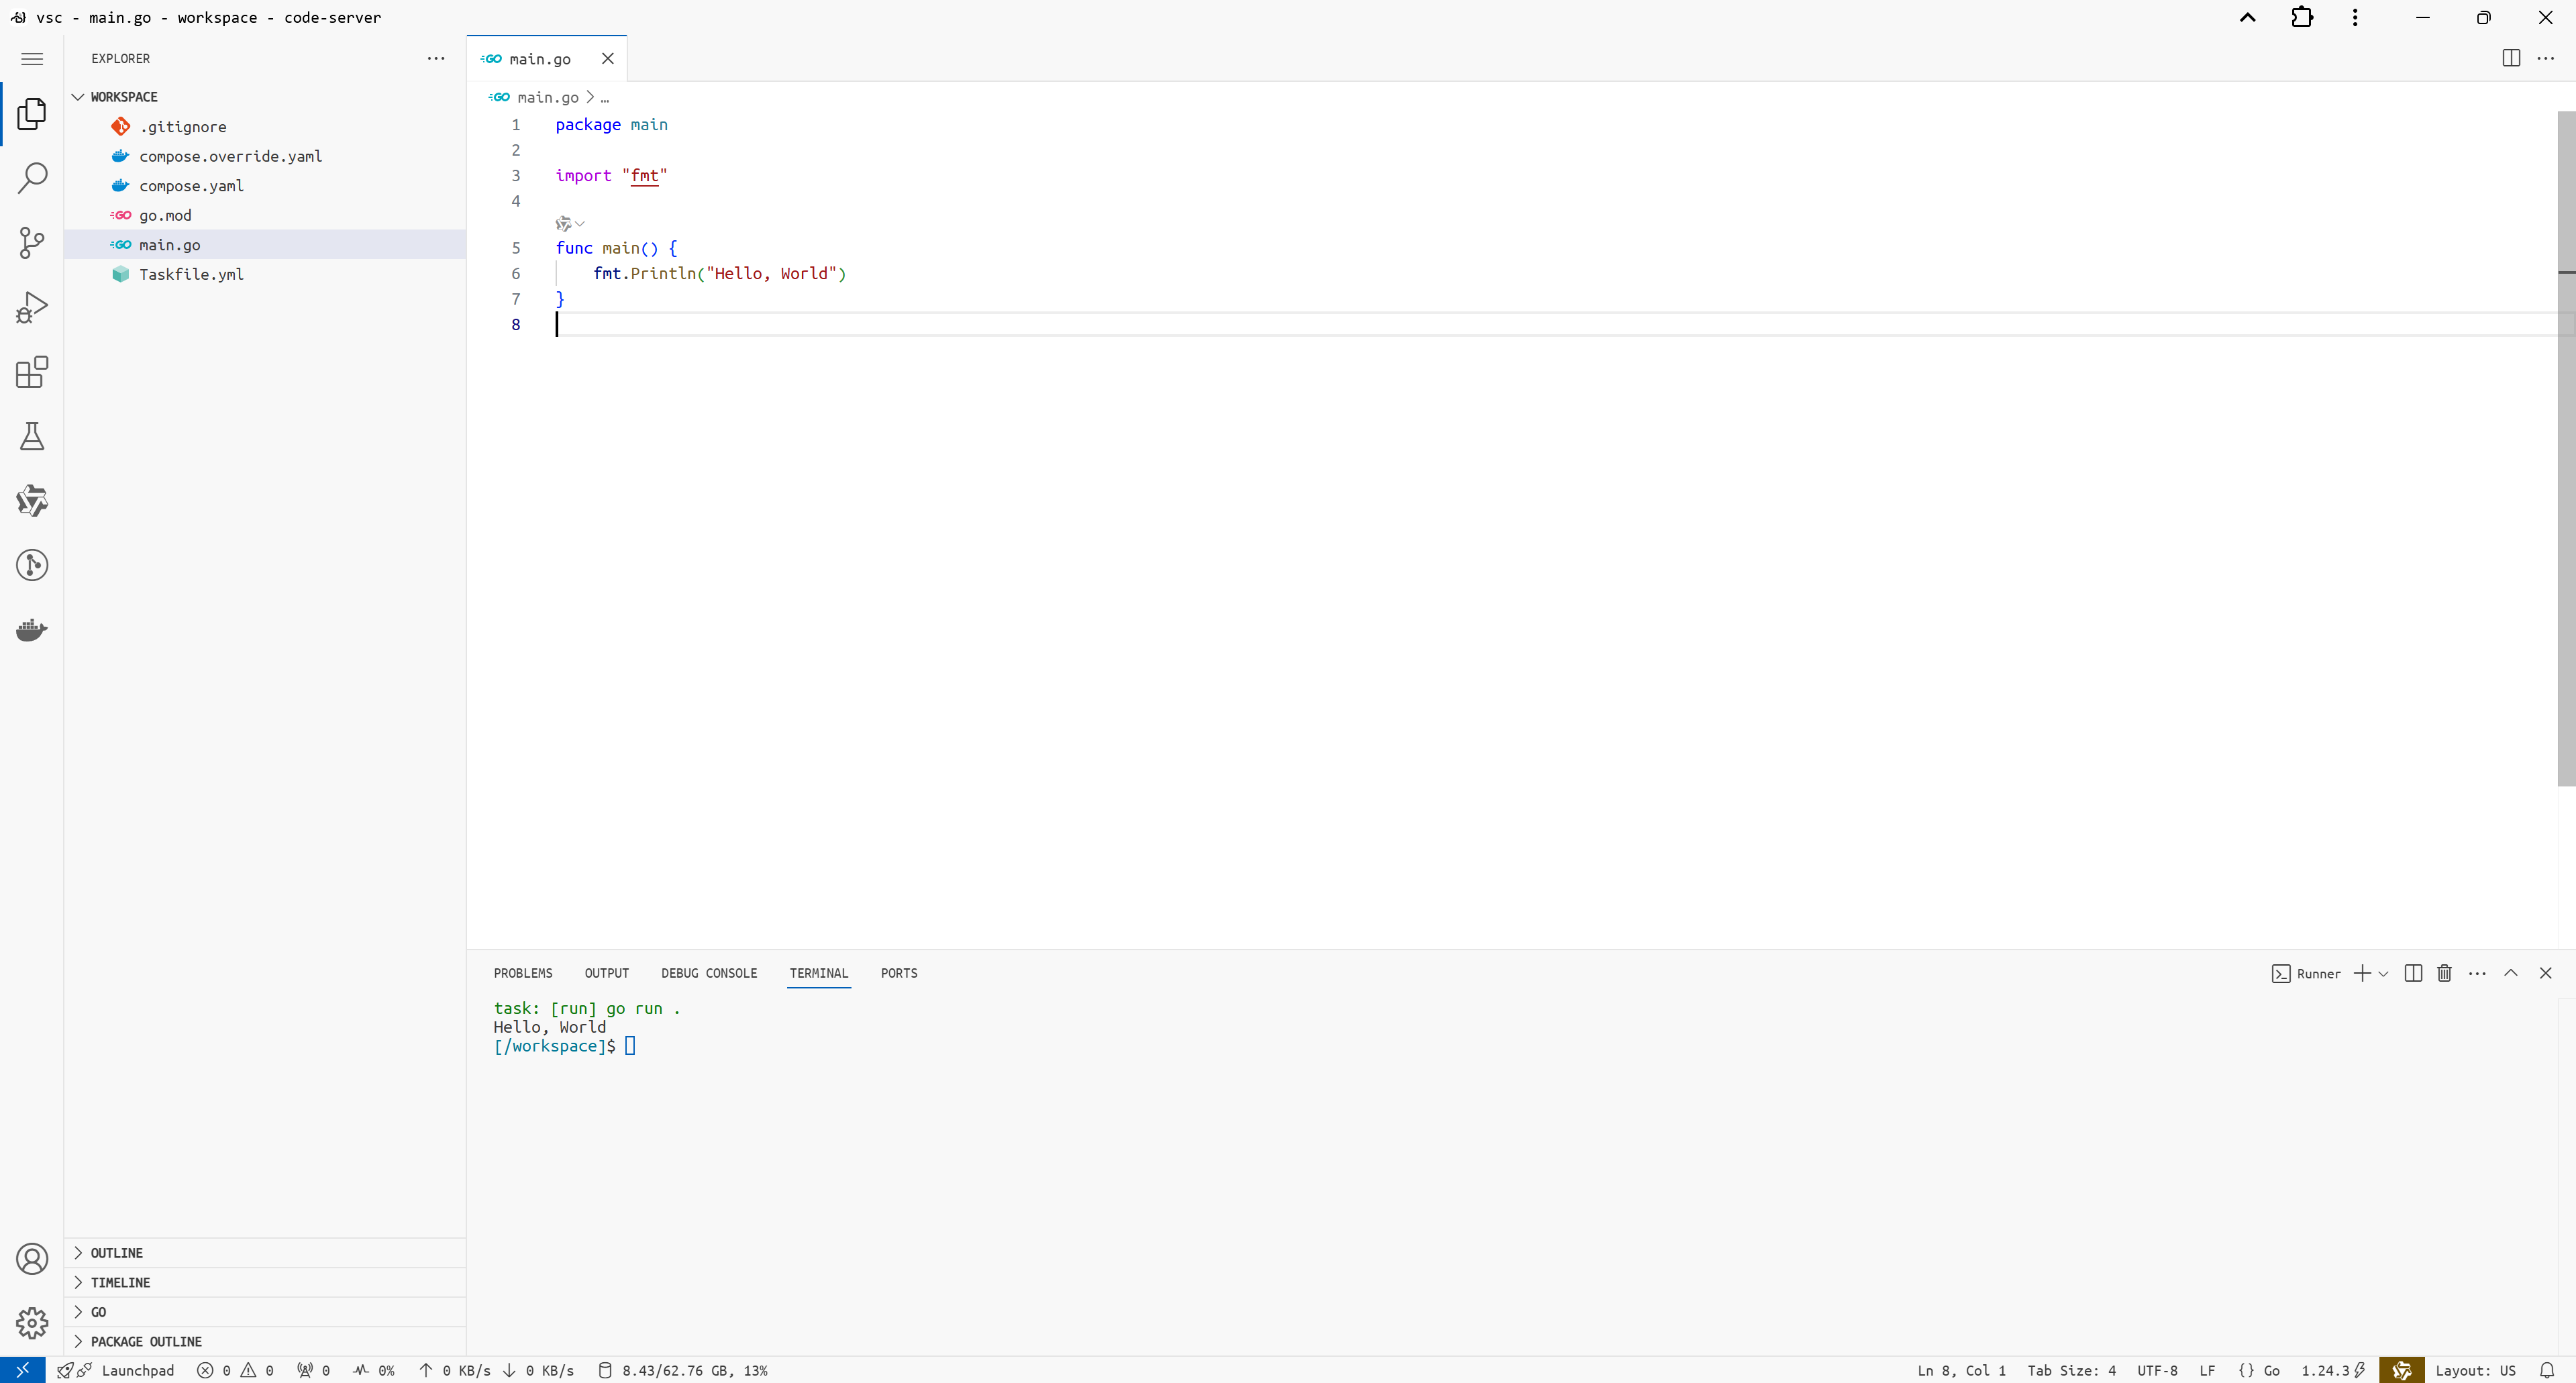 vsc - main.go - workspace - code-server
EXPLORER
WORKSPACE
.gitignore
compose.override.yaml
compose.yaml
GO go.mod
GO main.go
Taskfile.yml
OUTLINE
TIMELINE
GO
PACKAGE OUTLINE
GO main.go
GO main.go > ...
1 package main
2
3 import "fmt"
4
5 func main() {
6 fmt.Println("Hello, World")
7 }
8
PROBLEMS OUTPUT DEBUG CONSOLE TERMINAL PORTS
Runner
task: [run] go run .
Hello, World
[/workspace]$
Launchpad 0 0 0 0% 0 KB/s 0 KB/s 8.43/62.76 GB, 13% Ln 8, Col 1 Tab Size: 4 UTF-8 LF {} Go 1.24.3 Layout: US